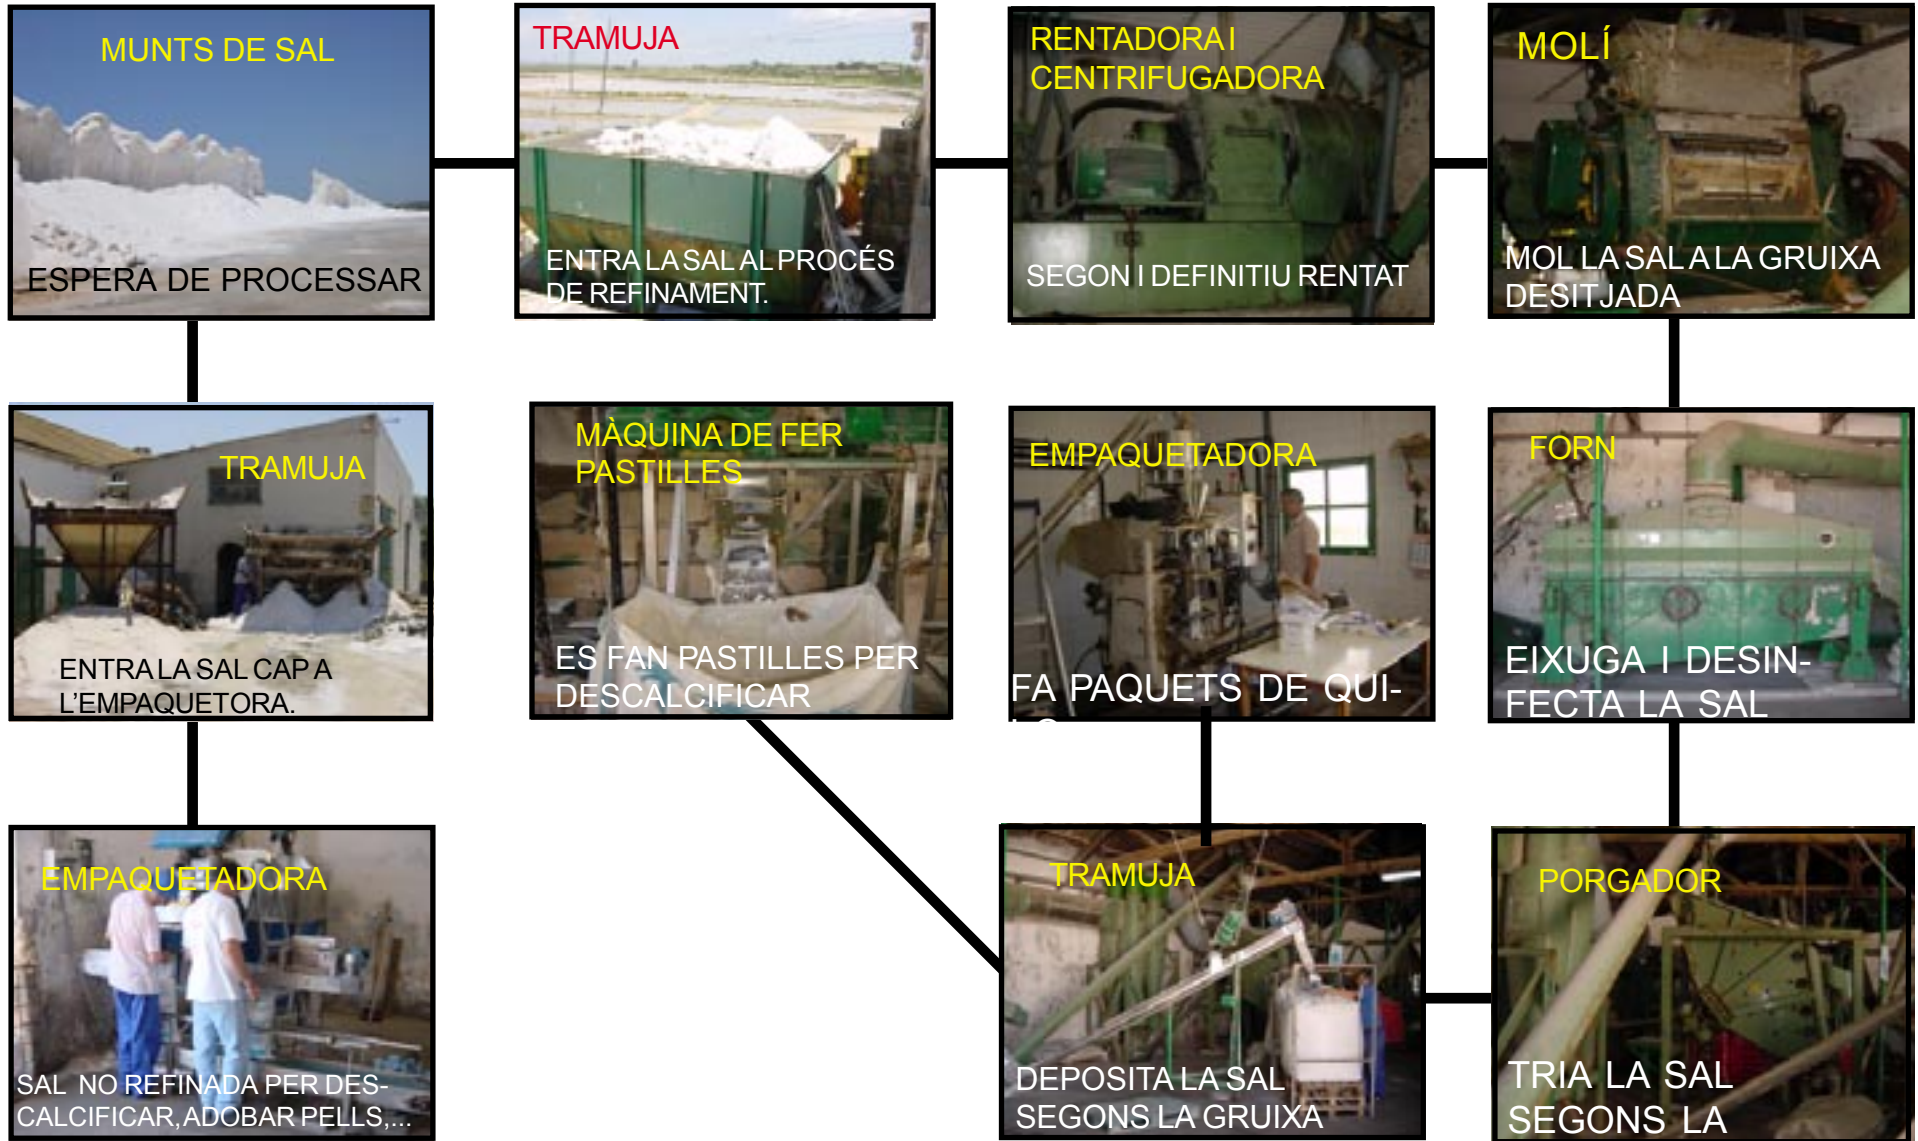 MUNTS DE SAL
ESPERA DE PROCESSAR
TRAMUJA
ENTRA LA SAL AL PROCÉS
DE REFINAMENT.
RENTADORA I
CENTRIFUGADORA
SEGON I DEFINITIU RENTAT
MOLÍ
MOL LA SAL A LA GRUIXA
DESITJADA
TRAMUJA
ENTRA LA SAL CAP A
L'EMPAQUETORA.
MÀQUINA DE FER
PASTILLES
ES FAN PASTILLES PER
DESCALCIFICAR
EMPAQUETADORA
FA PAQUETS DE QUI-
FORN
EIXUGA I DESIN-
FECTA LA SAL
EMPAQUETADORA
SAL NO REFINADA PER DES-
CALCIFICAR, ADOBAR PELLS,...
TRAMUJA
DEPOSITA LA SAL
SEGONS LA GRUIXA
PORGADOR
TRIA LA SAL
SEGONS LA